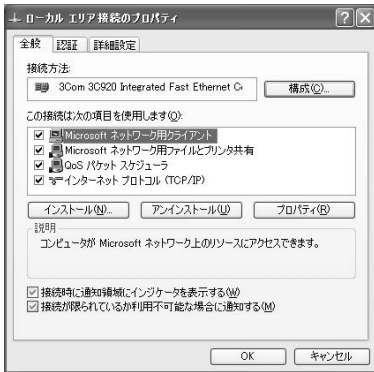 ローカル エリア接続のプロパティ
全般 認証 詳細設定
接続方法:
3Com 3C920 Integrated Fast Ethernet Co
構成(C)...
この接続は次の項目を使用します(O):
Microsoft ネットワーク用クライアント
Microsoft ネットワーク用ファイルとプリンタ共有
QoS パケット スケジューラ
インターネット プロトコル (TCP/IP)
インストール(N)... アンインストール(U) プロパティ(R)
説明
コンピュータが Microsoft ネットワーク上のリソースにアクセスできます。
接続時に通知領域にインジケータを表示する(W)
接続が限られているか利用不可能な場合に通知する(M)
OK キャンセル